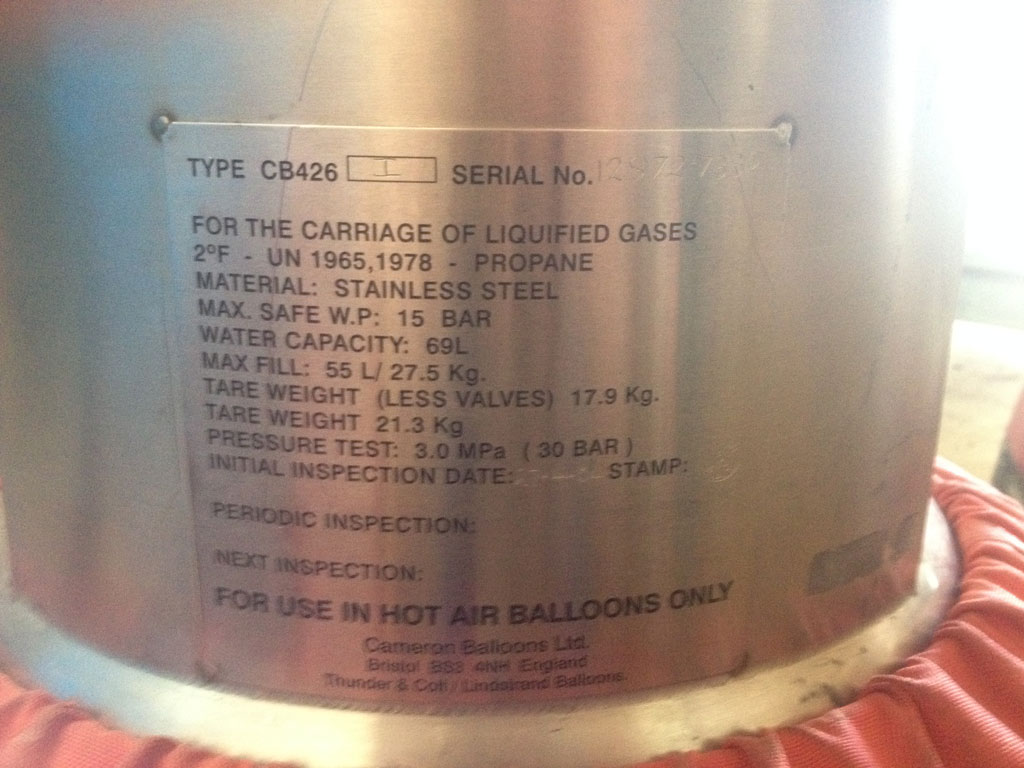 TYPE CB426 I SERIAL No.
FOR THE CARRIAGE OF LIQUIFIED GASES
2ºF - UN 1965,1978 - PROPANE
MATERIAL: STAINLESS STEEL
MAX. SAFE W.P: 15 BAR
WATER CAPACITY: 69L
MAX FILL: 55 L/ 27.5 Kg.
TARE WEIGHT (LESS VALVES) 17.9 Kg.
TARE WEIGHT 21.3 Kg
PRESSURE TEST: 3.0 MPa ( 30 BAR )
INITIAL INSPECTION DATE: STAMP:
PERIODIC INSPECTION:
NEXT INSPECTION:
FOR USE IN HOT AIR BALLOONS ONLY
Cameron Balloons Ltd.
Bristol BS3 4NH England
Thunder & Colt / Lindstrand Balloons.